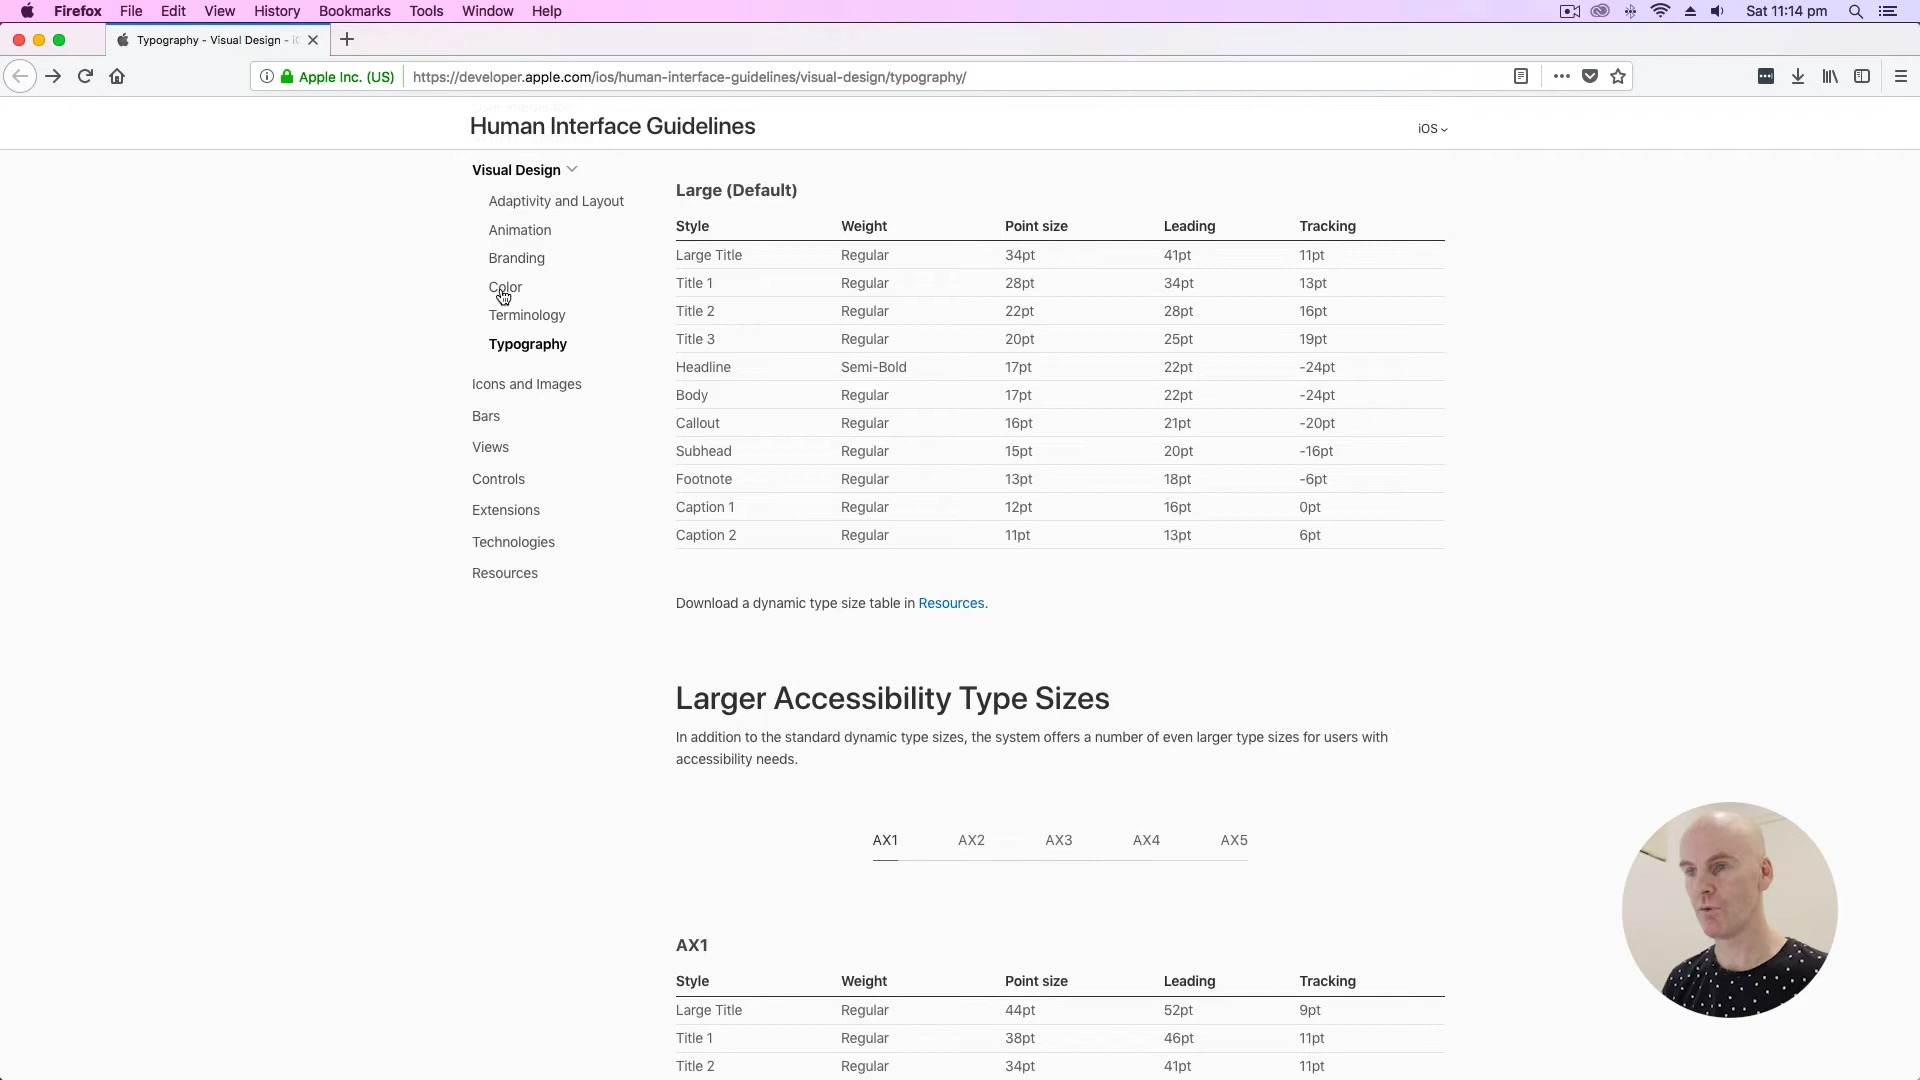 Firefox File Edit View History Bookmarks Tools Window Help Sat 11:14 pm
Typography - Visual Design -
Apple Inc. (US) https://developer.apple.com/ios/human-interface-guidelines/visual-design/typography/
Human Interface Guidelines iOS
Visual Design
Adaptivity and Layout
Animation
Branding
Color
Terminology
Typography
Icons and Images
Bars
Views
Controls
Extensions
Technologies
Resources
Large (Default)
Style Weight Point size Leading Tracking
Large Title Regular 34pt 41pt 11pt
Title 1 Regular 28pt 34pt 13pt
Title 2 Regular 22pt 28pt 16pt
Title 3 Regular 20pt 25pt 19pt
Headline Semi-Bold 17pt 22pt -24pt
Body Regular 17pt 22pt -24pt
Callout Regular 16pt 21pt -20pt
Subhead Regular 15pt 20pt -16pt
Footnote Regular 13pt 18pt -6pt
Caption 1 Regular 12pt 16pt 0pt
Caption 2 Regular 11pt 13pt 6pt
Download a dynamic type size table in Resources.
Larger Accessibility Type Sizes
In addition to the standard dynamic type sizes, the system offers a number of even larger type sizes for users with
accessibility needs.
AX1 AX2 AX3 AX4 AX5
AX1
Style Weight Point size Leading Tracking
Large Title Regular 44pt 52pt 9pt
Title 1 Regular 38pt 46pt 11pt
Title 2 Regular 34pt 41pt 11pt